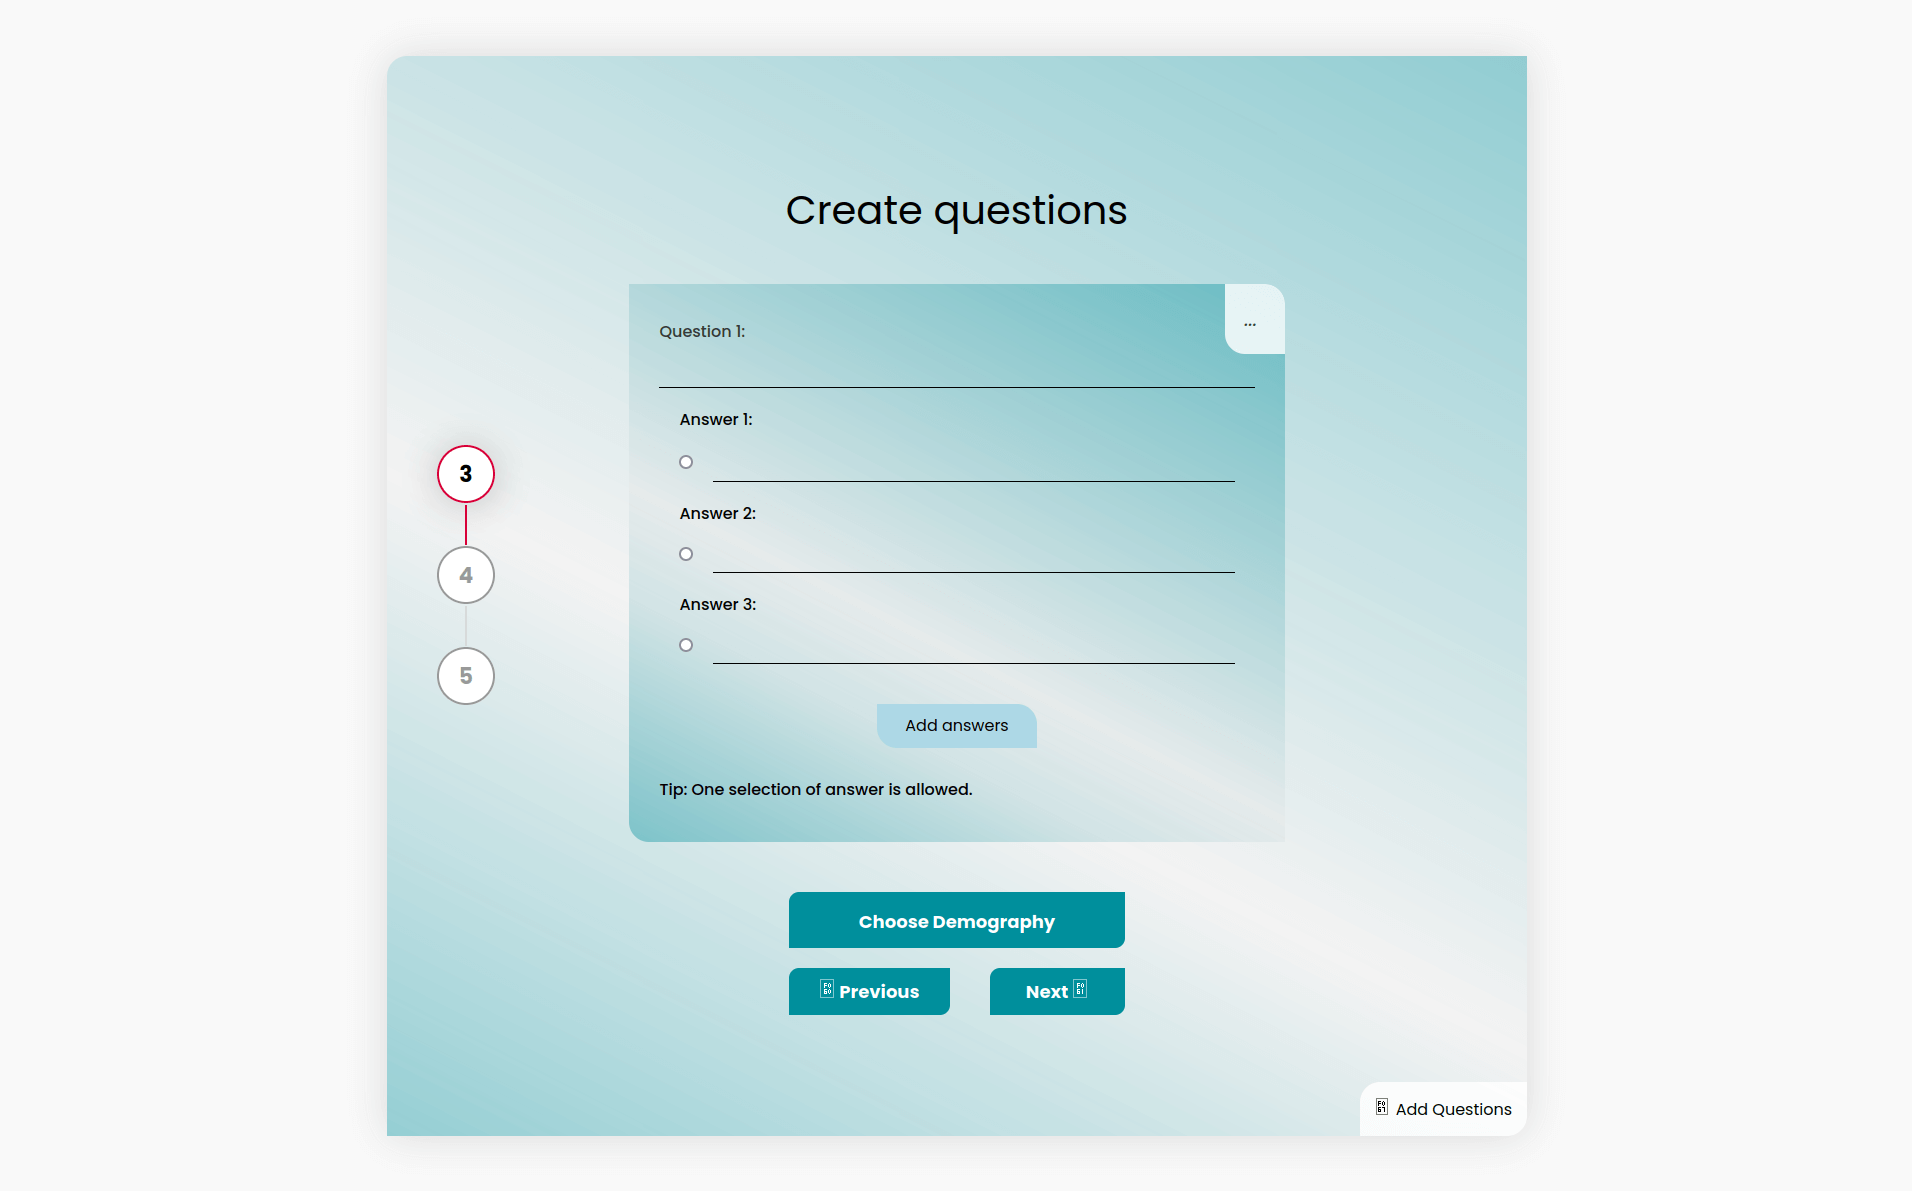 Create questions
Question 1:
...
Answer 1:
3
Answer 2:
4
Answer 3:
5
Add answers
Tip: One selection of answer is allowed.
Choose Demography
Previous
Next
Add Questions